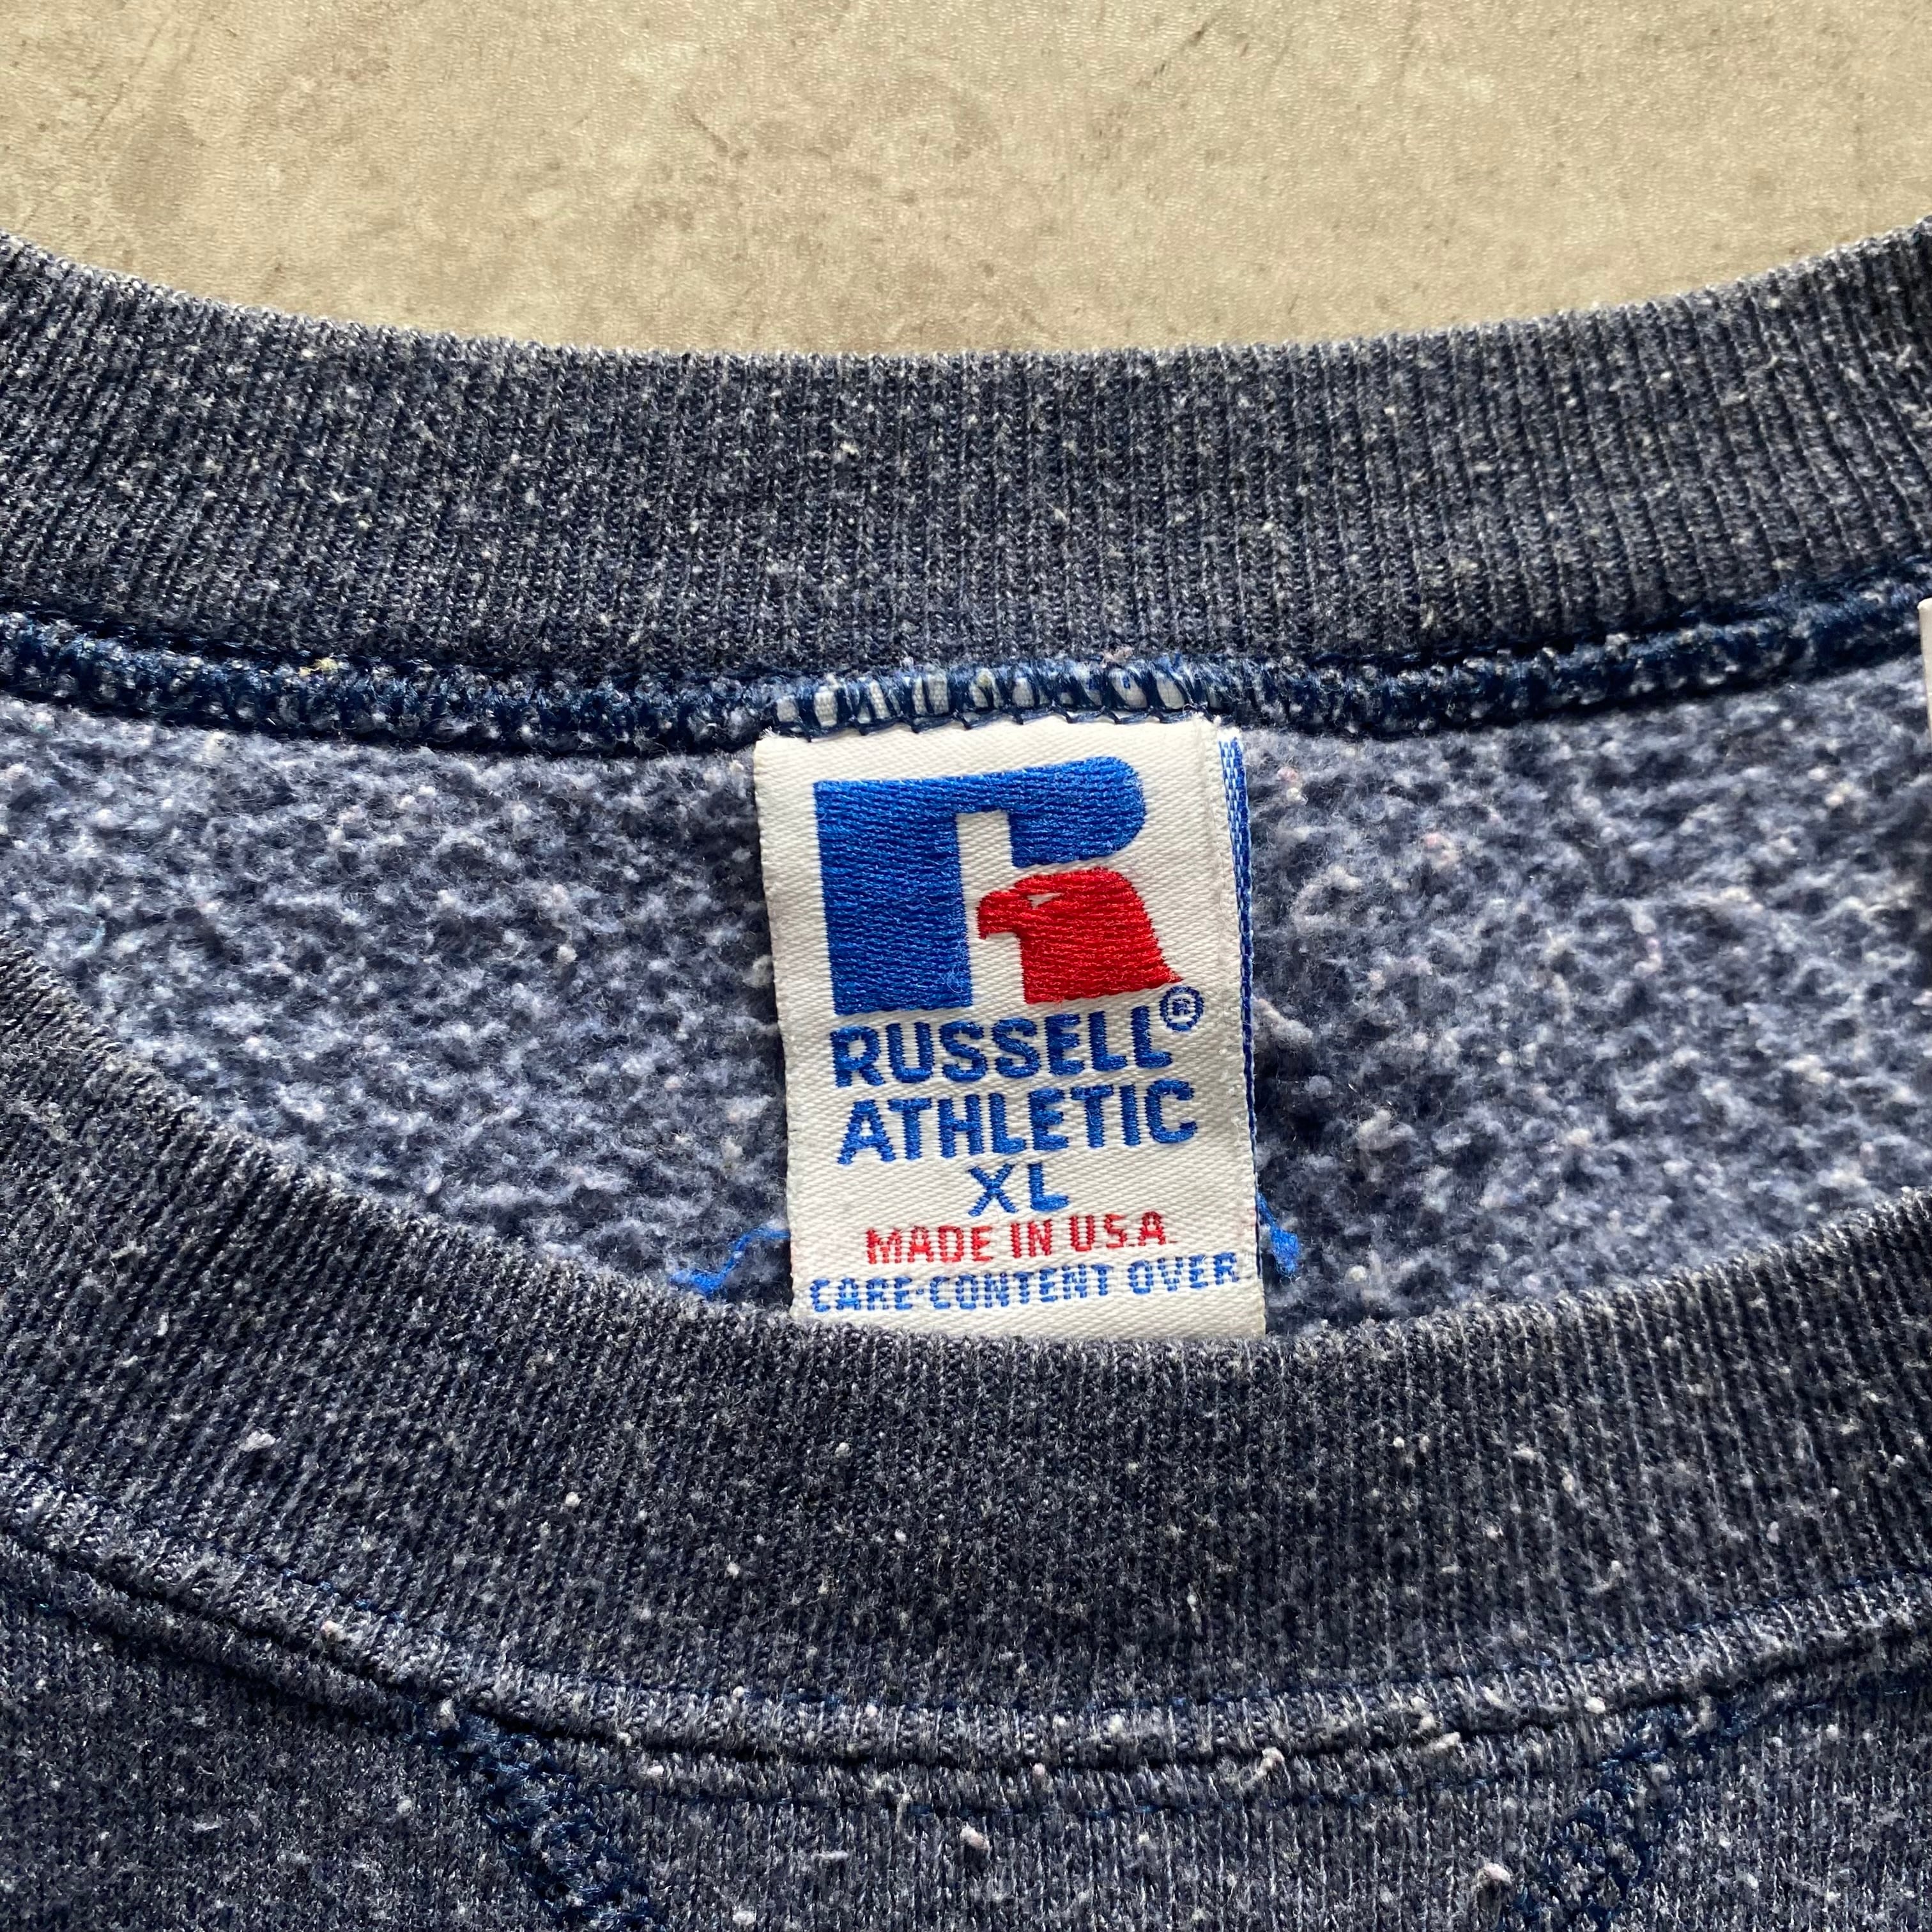 RUSSELL®
ATHLETIC
XL
MADE IN U.S.A
CARE-CONTENT OVER